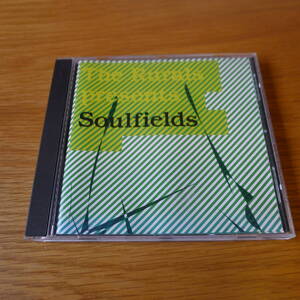 The Rurals
presents
Soulfields